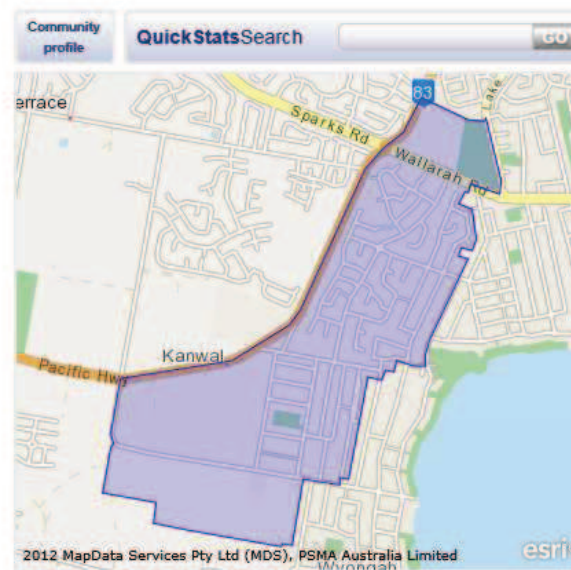 Community
profile
QuickStatsSearch
GO
83
Lake
errace
Sparks Rd
Wallarah Rd
Kanwal
Pacific Hwy
2012 MapData Services Pty Ltd (MDS), PSMA Australia Limited
esri
Wyongah